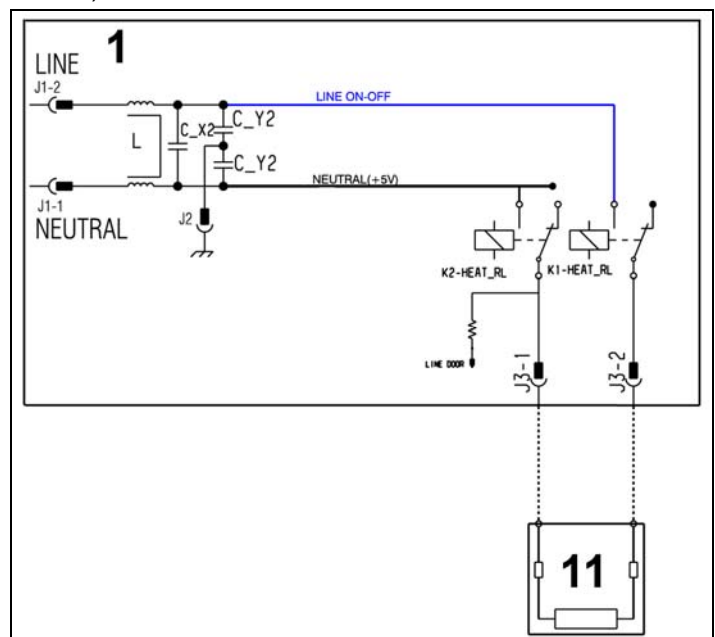 1
LINE
J1-2
LINE ON-OFF
C_Y2
C_X2
L
C_Y2
NEUTRAL(+5V)
J1-1
NEUTRAL
J2
K2-HEAT_RL
K1-HEAT_RL
LINE DOOR
J3-1
J3-2
11